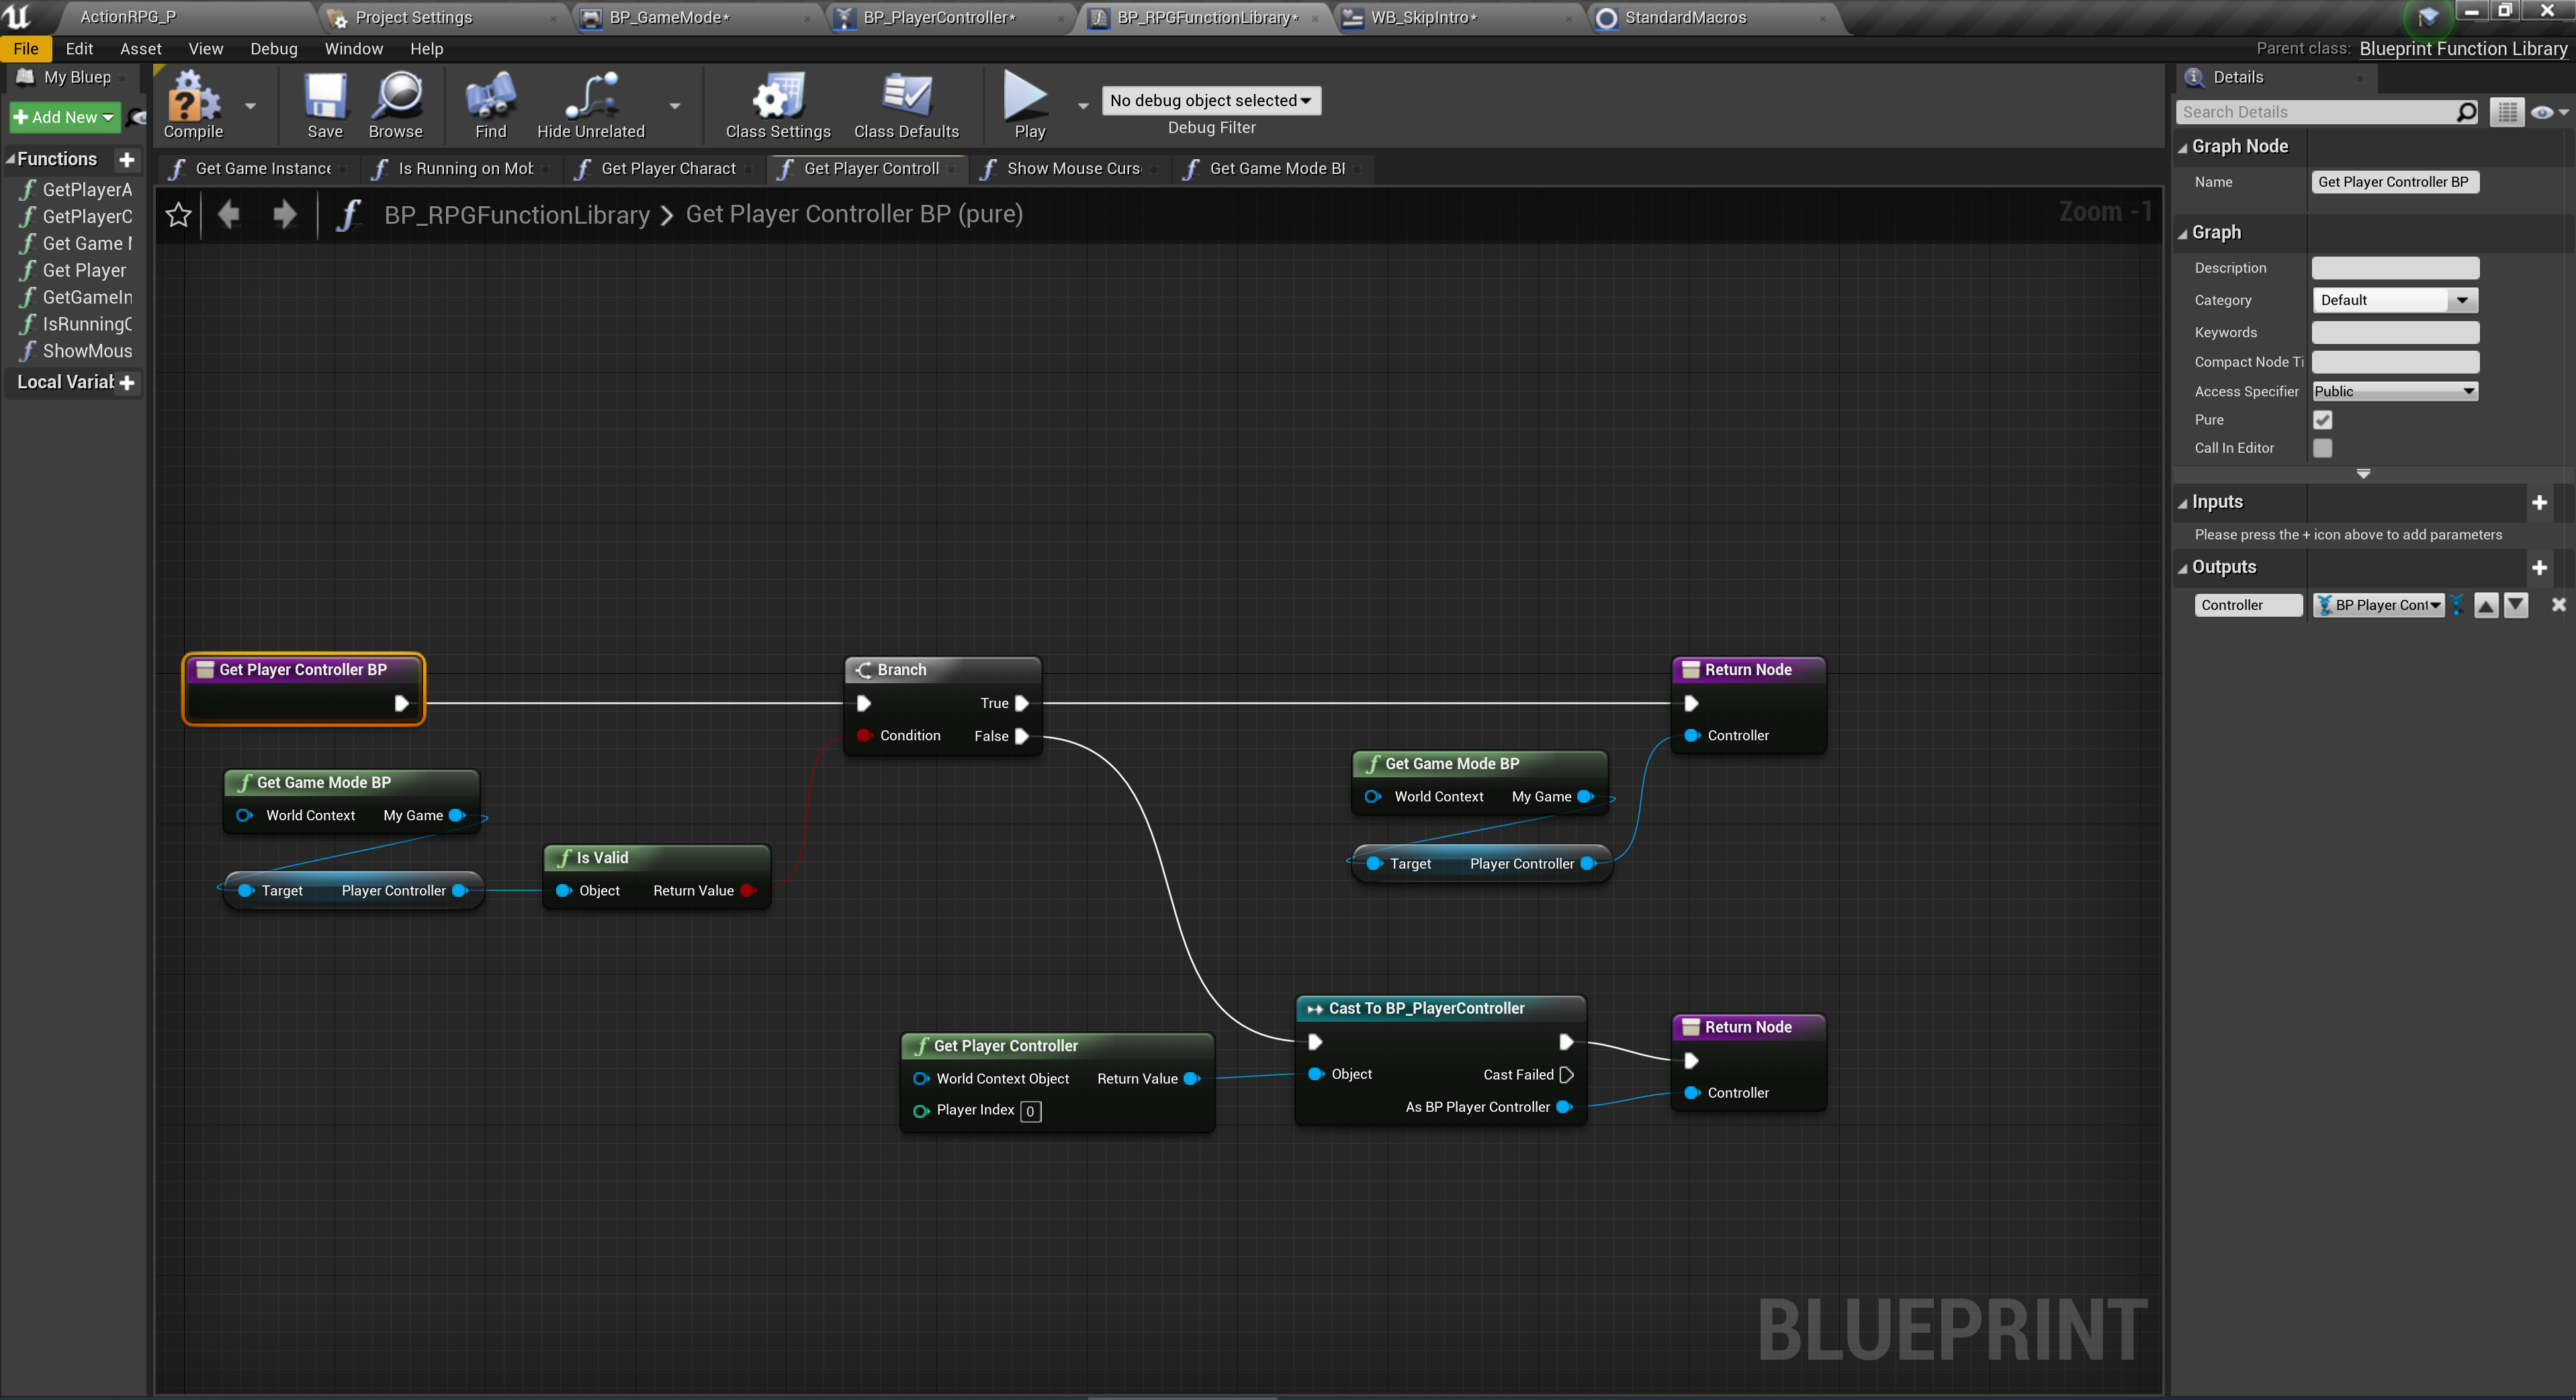 ActionRPG_P
Project Settings
BP_GameMode*
BP_PlayerController*
BP_RPGFunctionLibrary*
WB_SkipIntro*
StandardMacros
File Edit Asset View Debug Window Help
Parent class: Blueprint Function Library
My Bluep
Add New
Compile
Save
Browse
Find
Hide Unrelated
Class Settings
Class Defaults
Play
No debug object selected
Debug Filter
Functions
GetPlayerA
GetPlayerC
Get Game M
Get Player
GetGameIn
IsRunningO
ShowMous
Local Variab
Get Game Instance
Is Running on Mob
Get Player Charact
Get Player Controll
Show Mouse Curs
Get Game Mode BP
BP_RPGFunctionLibrary > Get Player Controller BP (pure)
Zoom -1
Get Player Controller BP
Branch
True
Condition False
Return Node
Controller
Get Game Mode BP
World Context My Game
Target Player Controller
Is Valid
Object Return Value
Get Game Mode BP
World Context My Game
Target Player Controller
Get Player Controller
World Context Object Return Value
Player Index 0
Cast To BP_PlayerController
Object Cast Failed
As BP Player Controller
Return Node
Controller
BLUEPRINT
Details
Search Details
Graph Node
Name Get Player Controller BP
Graph
Description
Category Default
Keywords
Compact Node Ti
Access Specifier Public
Pure
Call In Editor
Inputs
Please press the + icon above to add parameters
Outputs
Controller BP Player Cont